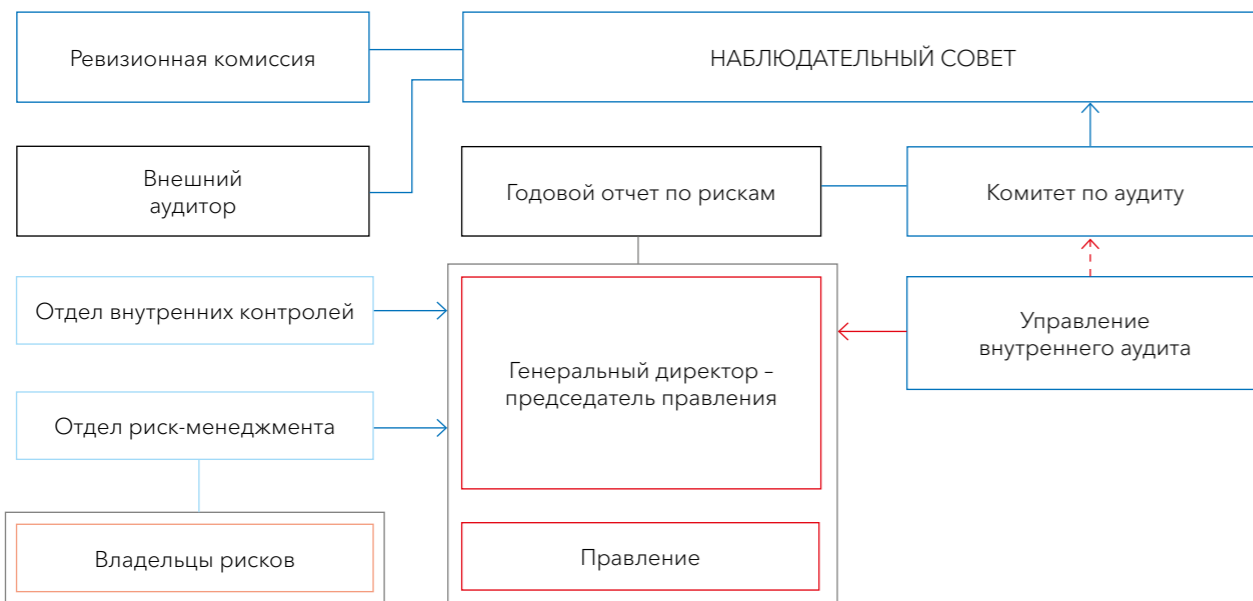 Ревизионная комиссия
НАБЛЮДАТЕЛЬНЫЙ СОВЕТ
Внешний
аудитор
Годовой отчет по рискам
Комитет по аудиту
Отдел внутренних контролей
Генеральный директор –
председатель правления
Управление
внутреннего аудита
Отдел риск-менеджмента
Владельцы рисков
Правление